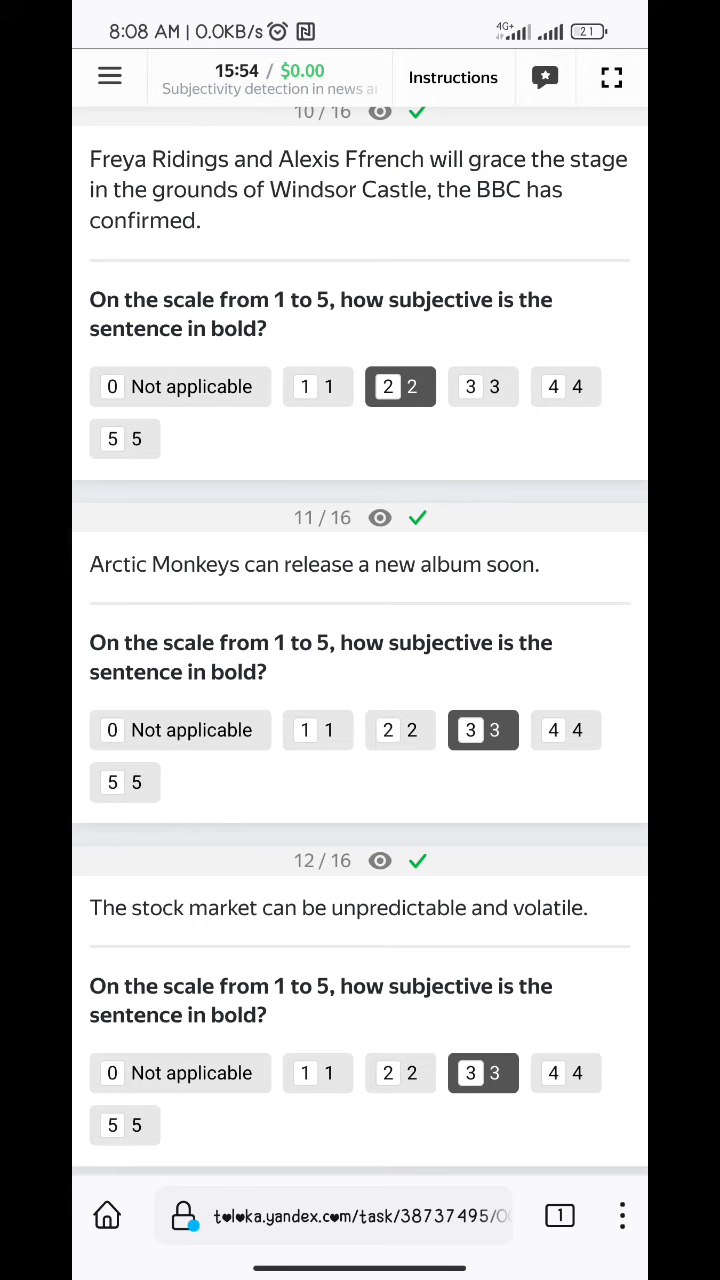 8:08 AM | 0.0KB/s
4G+
21
15:54 / $0.00
Subjectivity detection in news a
Instructions
10 / 16
Freya Ridings and Alexis Ffrench will grace the stage
in the grounds of Windsor Castle, the BBC has
confirmed.
On the scale from 1 to 5, how subjective is the
sentence in bold?
0 Not applicable 1 1 2 2 3 3 4 4
5 5
11 / 16
Arctic Monkeys can release a new album soon.
On the scale from 1 to 5, how subjective is the
sentence in bold?
0 Not applicable 1 1 2 2 3 3 4 4
5 5
12 / 16
The stock market can be unpredictable and volatile.
On the scale from 1 to 5, how subjective is the
sentence in bold?
0 Not applicable 1 1 2 2 3 3 4 4
5 5
t♥l♥ka.yandex.c♥m/task/38737495/0
1